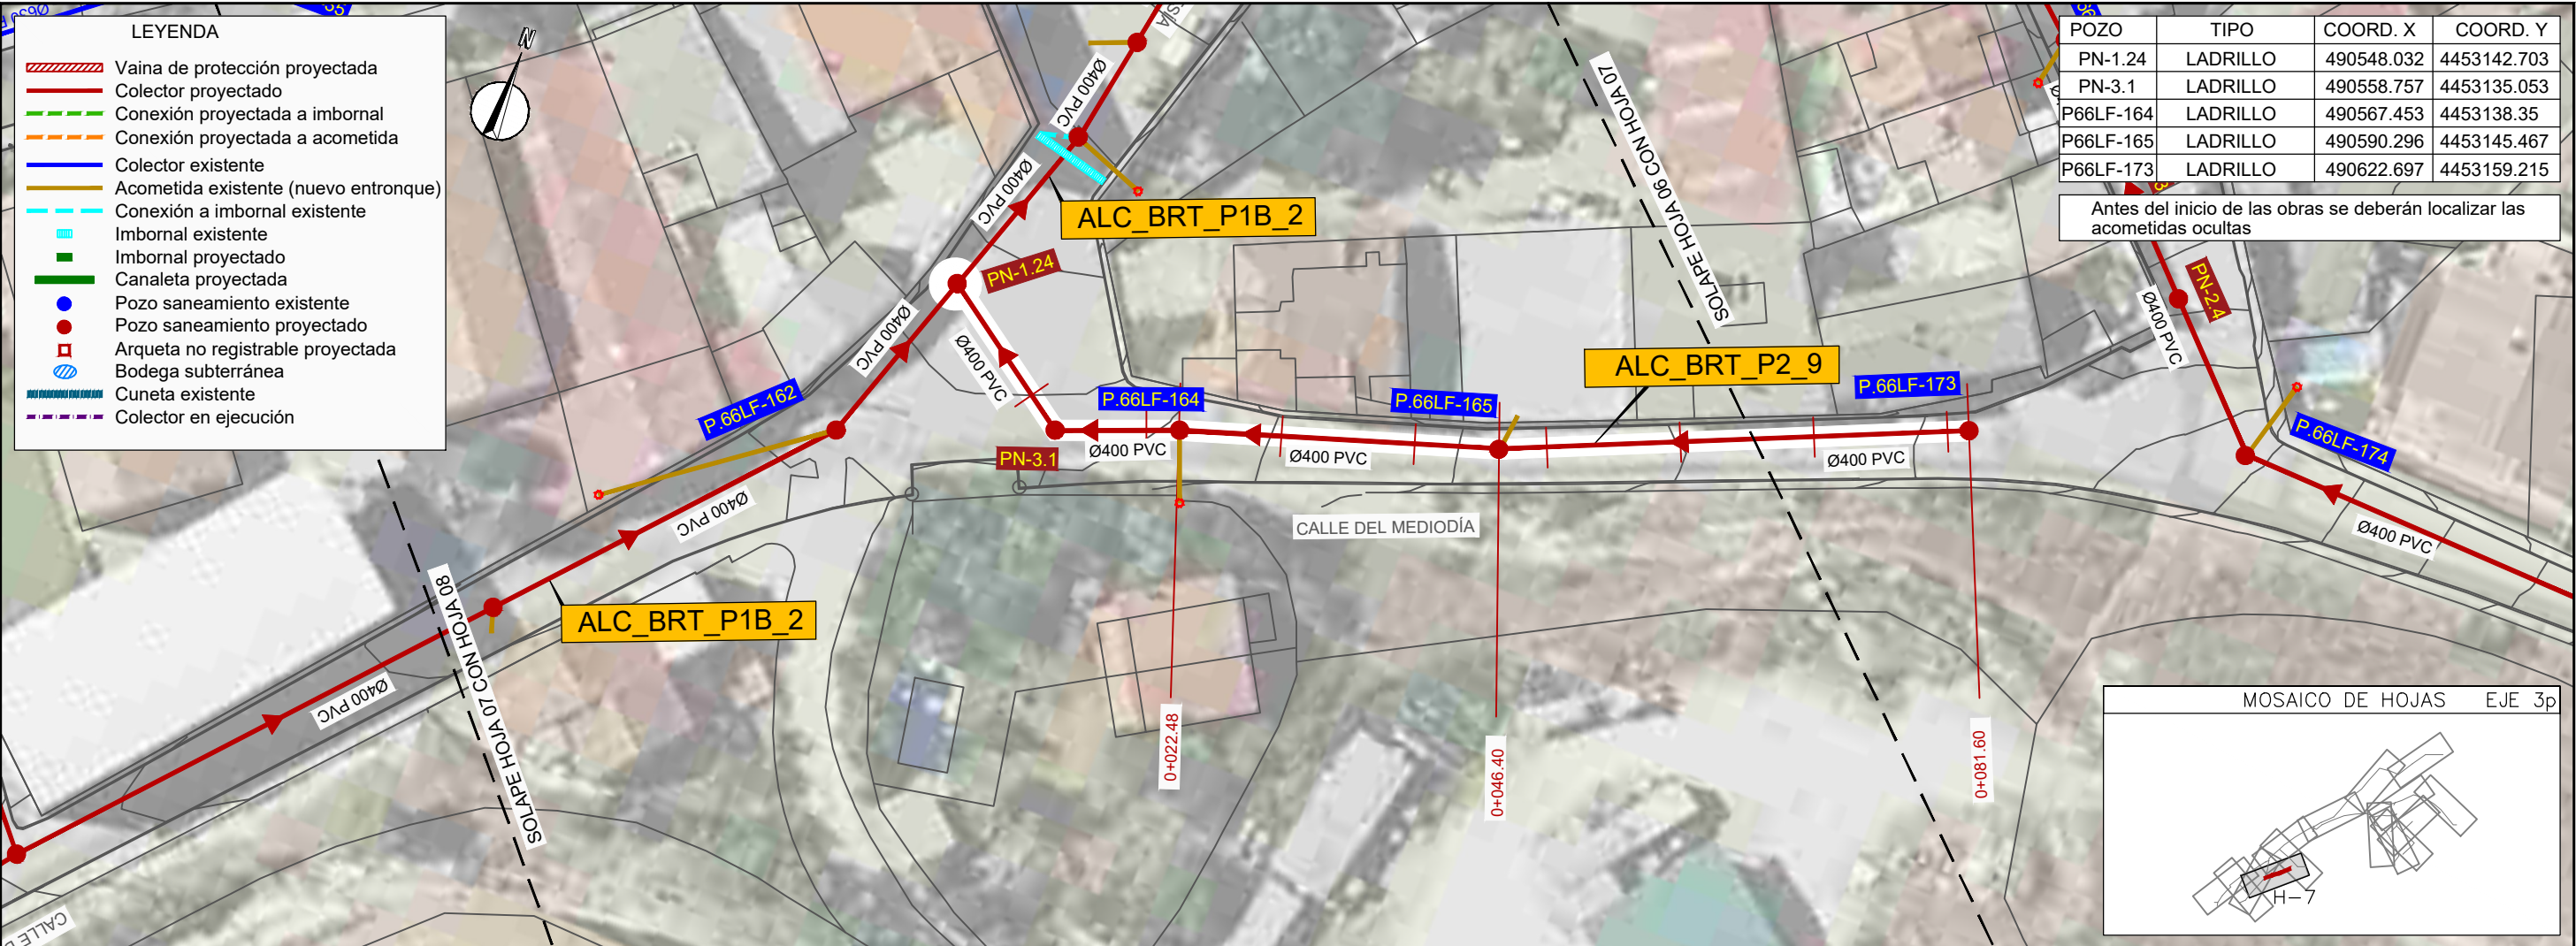 LEYENDA
Vaina de protección proyectada
Colector proyectado
Conexión proyectada a imbornal
Conexión proyectada a acometida
Colector existente
Acometida existente (nuevo entronque)
Conexión a imbornal existente
Imbornal existente
Imbornal proyectado
Canaleta proyectada
Pozo saneamiento existente
Pozo saneamiento proyectado
Arqueta no registrable proyectada
Bodega subterránea
Cuneta existente
Colector en ejecución
N
POZO TIPO COORD. X COORD. Y
PN-1.24 LADRILLO 490548.032 4453142.703
PN-3.1 LADRILLO 490558.757 4453135.053
P66LF-164 LADRILLO 490567.453 4453138.35
P66LF-165 LADRILLO 490590.296 4453145.467
P66LF-173 LADRILLO 490622.697 4453159.215
Antes del inicio de las obras se deberán localizar las
acometidas ocultas
Ø400 PVC
Ø400 PVC
ALC_BRT_P1B_2
PN-1.24
Ø400 PVC
Ø400 PVC
SOLAPE HOJA 06 CON HOJA 07
PN-2.4
Ø400 PVC
ALC_BRT_P2_9
P.66LF-162
P.66LF-164
P.66LF-165
P.66LF-173
P.66LF-174
PN-3.1
Ø400 PVC
Ø400 PVC
Ø400 PVC
Ø400 PVC
Ø400 PVC
CALLE DEL MEDIODÍA
ALC_BRT_P1B_2
SOLAPE HOJA 07 CON HOJA 08
Ø400 PVC
0+022.48
0+046.40
0+081.60
CALLE
MOSAICO DE HOJAS EJE 3p
H-7